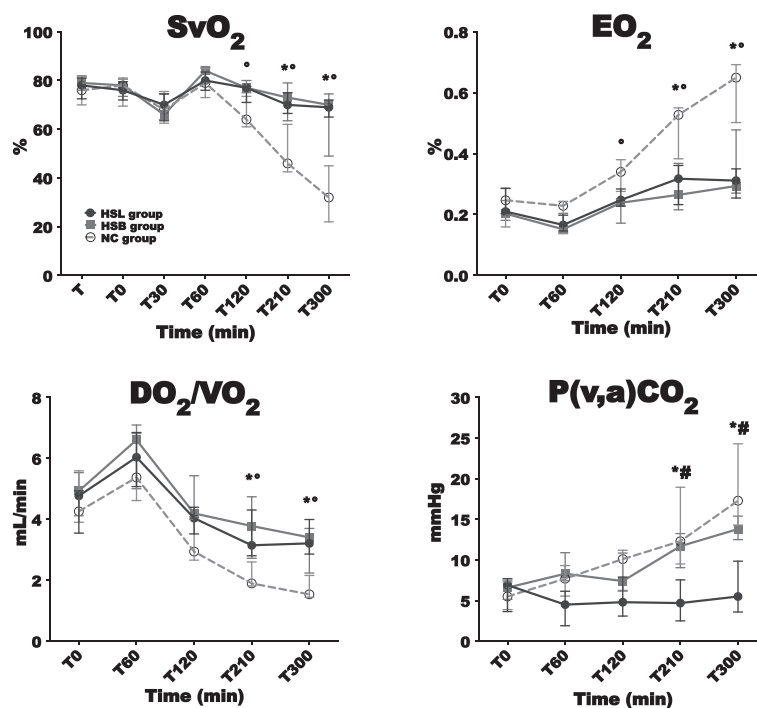 SvO2
100
80
60
40
20
0
%
*°
*°
°
HSL group
HSB group
NC group
T
T0
T30
T60
T120
T210
T300
Time (min)
EO2
0.8
0.6
0.4
0.2
0.0
%
*°
*°
°
T0
T60
T120
T210
T300
Time (min)
DO2/VO2
8
6
4
2
0
mL/min
*°
*°
T0
T60
T120
T210
T300
Time (min)
P(v,a)CO2
30
25
20
15
10
5
0
mmHg
*#
*#
T0
T60
T120
T210
T300
Time (min)